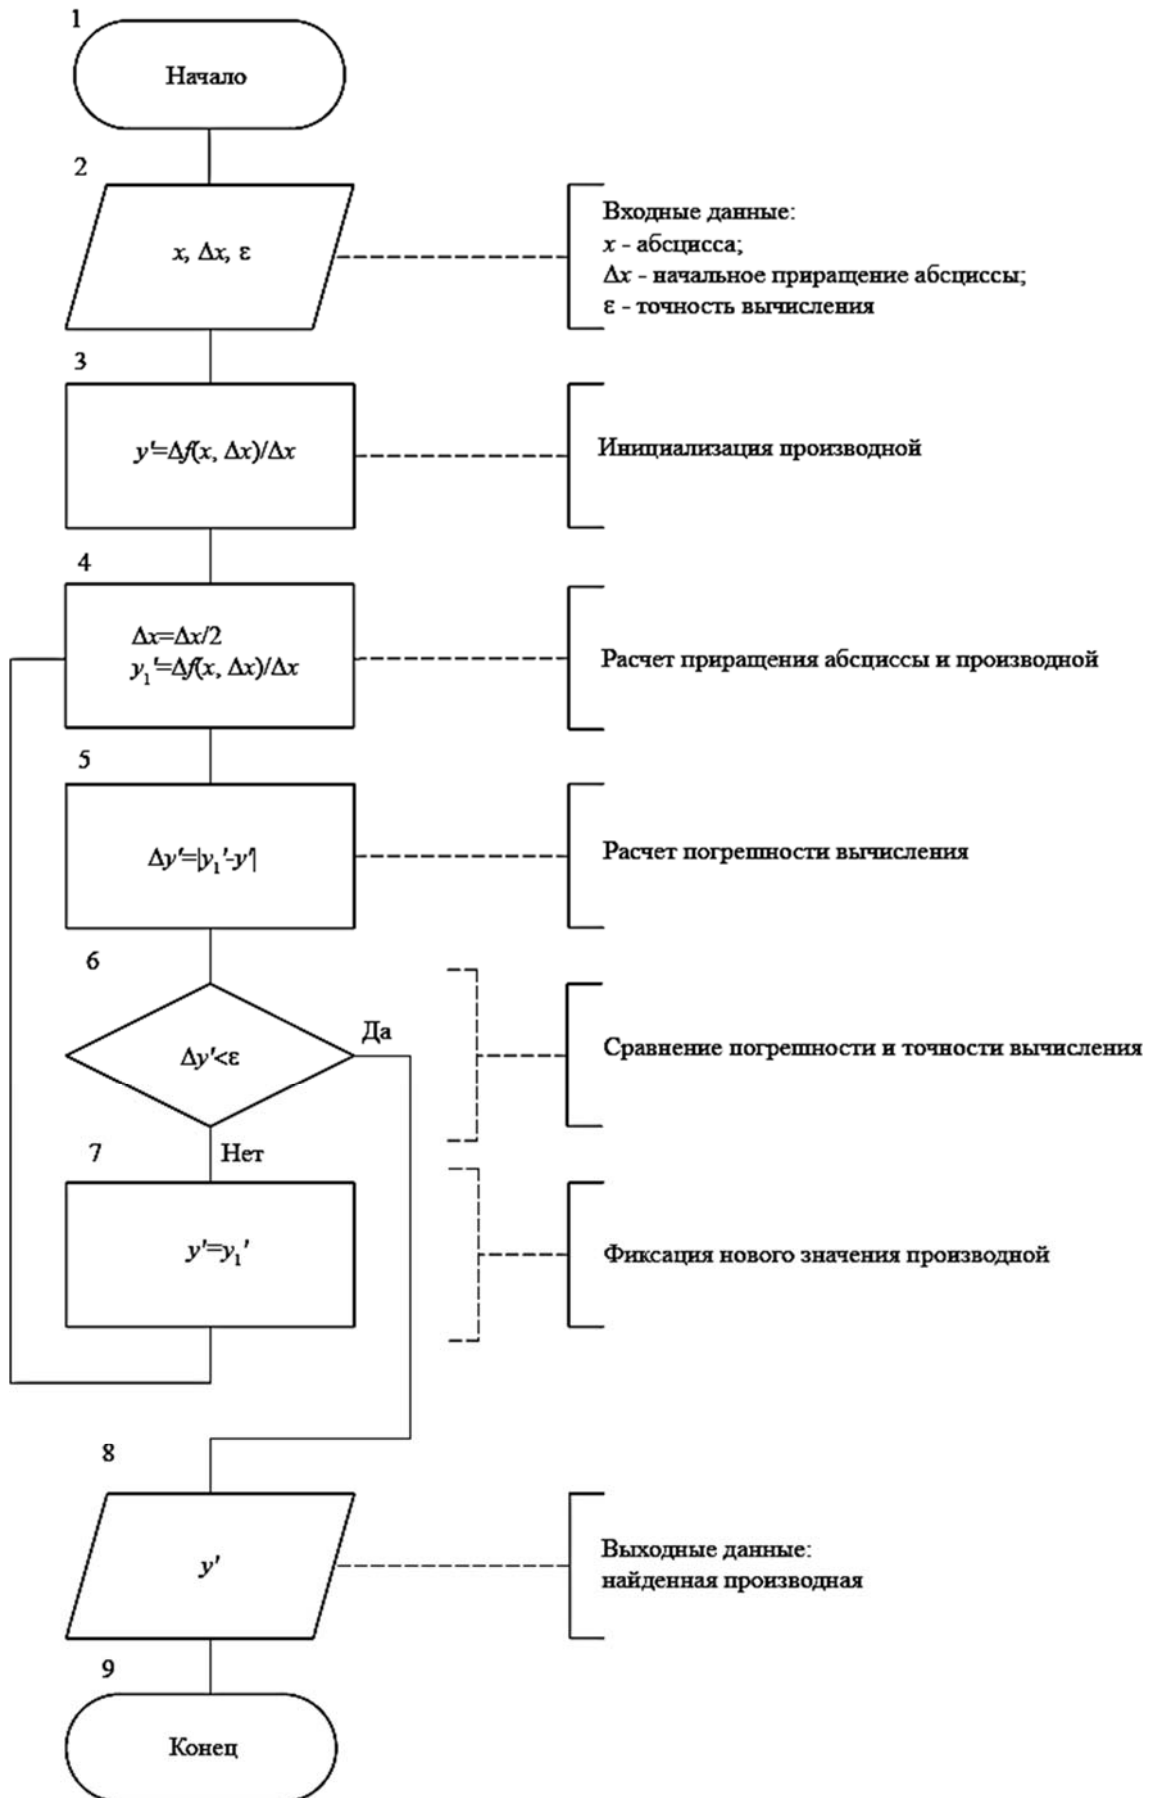 1
Начало
2
x, Δx, ε
Входные данные:
x - абсцисса;
Δx - начальное приращение абсциссы;
ε - точность вычисления
3
y'=Δf(x, Δx)/Δx
Инициализация производной
4
Δx=Δx/2
y₁'=Δf(x, Δx)/Δx
Расчет приращения абсциссы и производной
5
Δy'=|y₁'-y'|
Расчет погрешности вычисления
6
Δy'<ε
Да
Сравнение погрешности и точности вычисления
7
Нет
y'=y₁'
Фиксация нового значения производной
8
y'
Выходные данные:
найденная производная
9
Конец